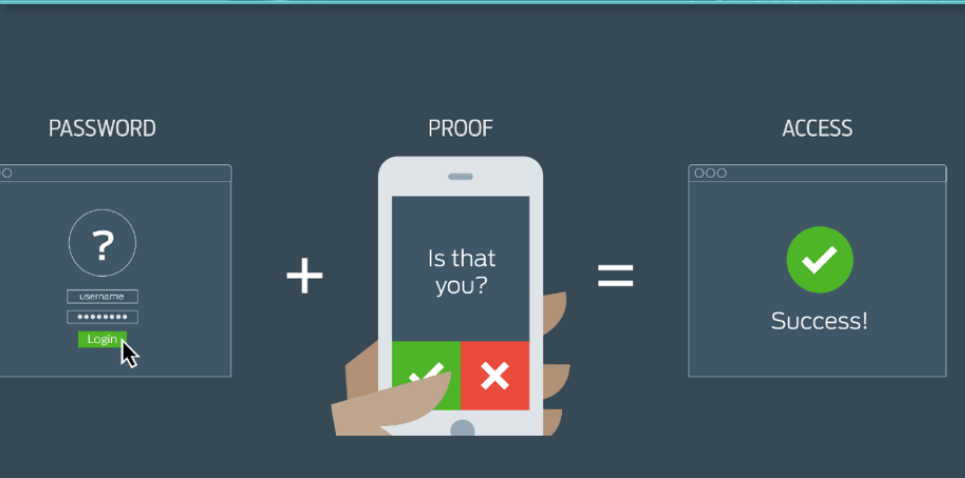 PASSWORD
PROOF
ACCESS
?
username
••••••••
Login
+
Is that
you?
=
Success!